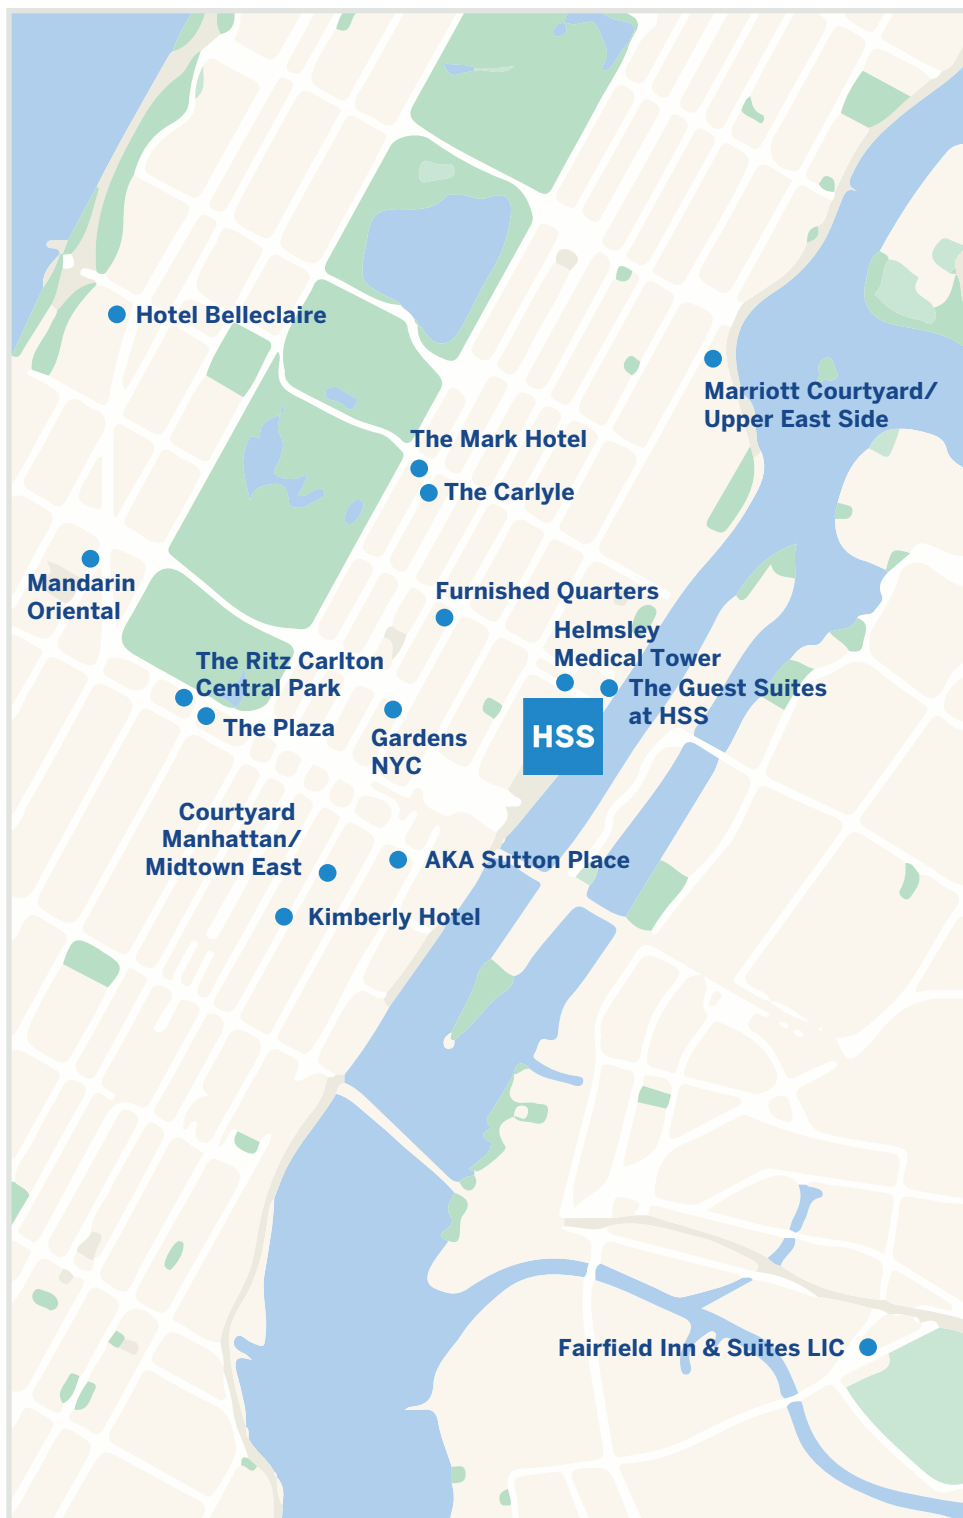 Hotel Belleclaire
Marriott Courtyard/
Upper East Side
The Mark Hotel
The Carlyle
Mandarin
Oriental
Furnished Quarters
Helmsley
Medical Tower
The Ritz Carlton
Central Park
The Guest Suites
at HSS
The Plaza
Gardens
NYC
HSS
Courtyard
Manhattan/
Midtown East
AKA Sutton Place
Kimberly Hotel
Fairfield Inn & Suites LIC